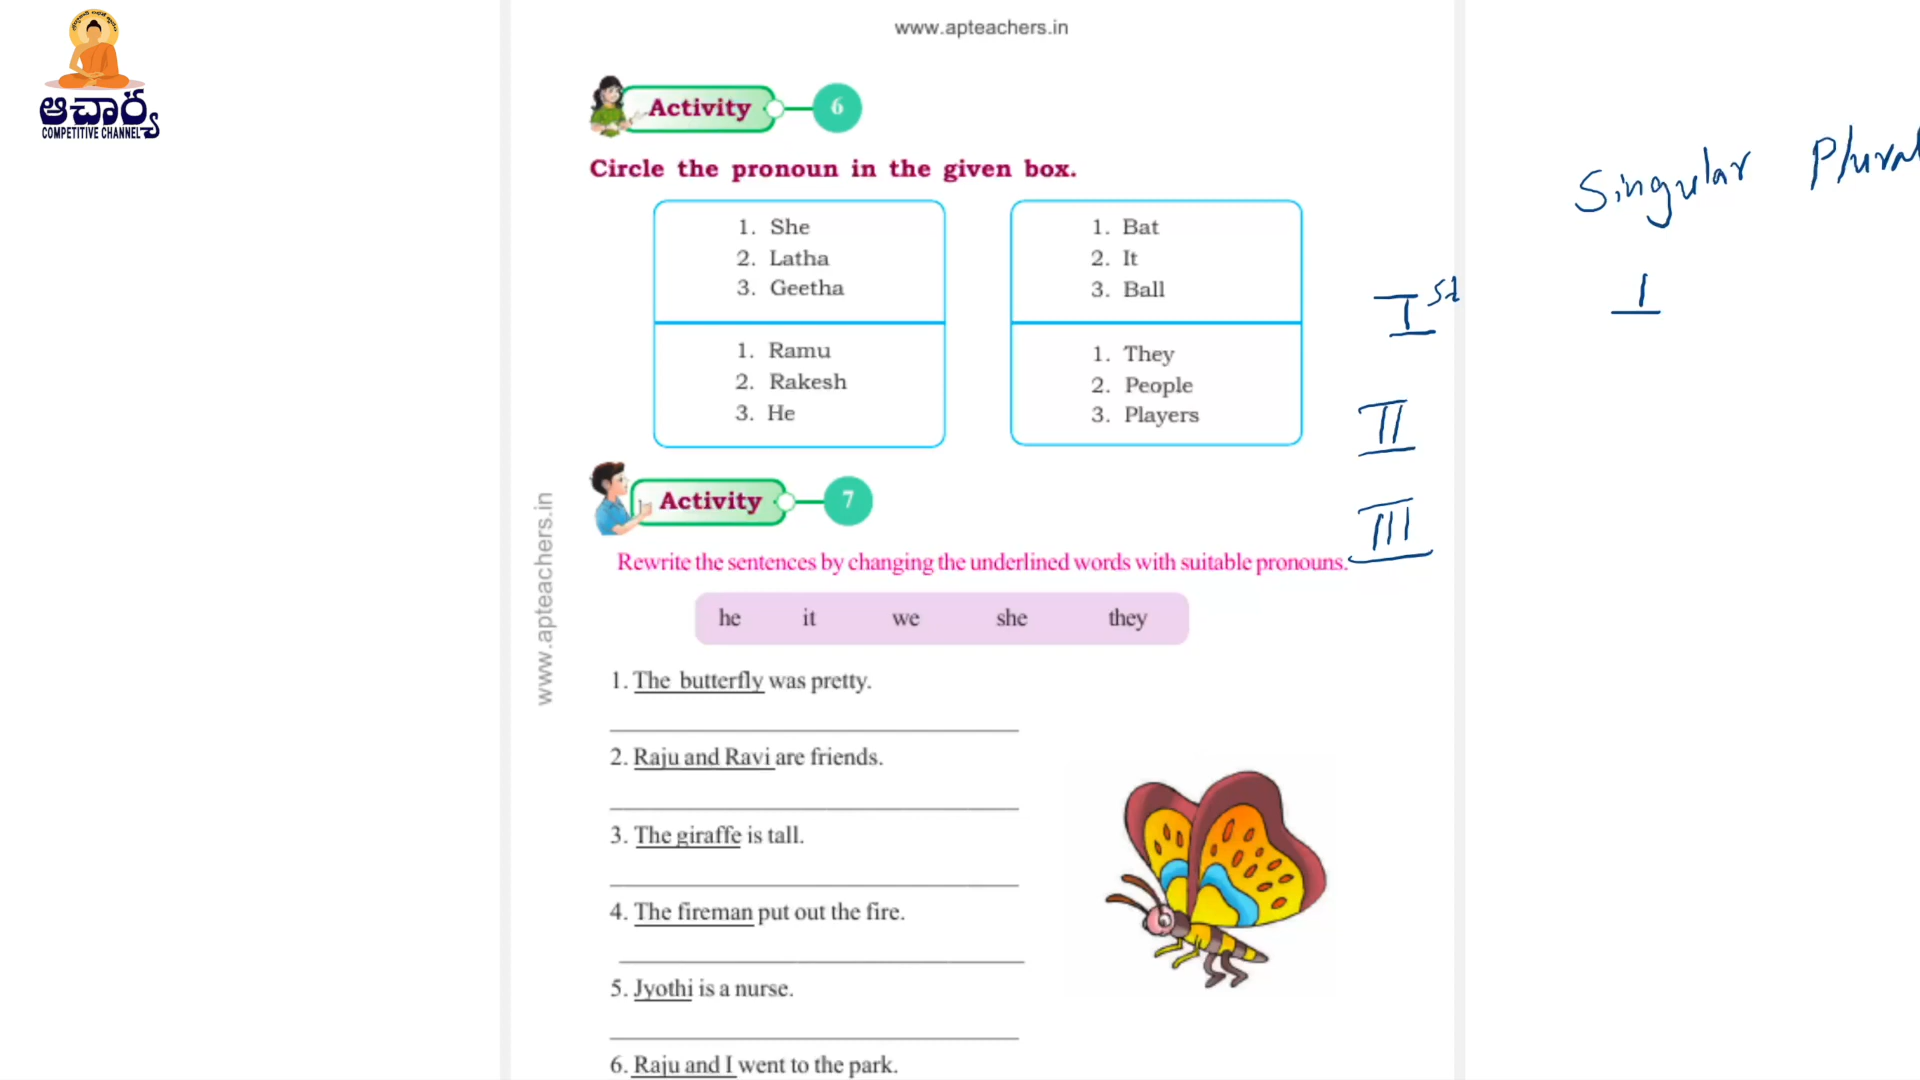 www.apteachers.in
ఆచార్య
COMPETITIVE CHANNEL
Activity 6
Circle the pronoun in the given box.
1. She
2. Latha
3. Geetha
1. Bat
2. It
3. Ball
1. Ramu
2. Rakesh
3. He
1. They
2. People
3. Players
Singular Plural
Ist I
II
III
Activity 7
www.apteachers.in
Rewrite the sentences by changing the underlined words with suitable pronouns.
he it we she they
1. The butterfly was pretty.
2. Raju and Ravi are friends.
3. The giraffe is tall.
4. The fireman put out the fire.
5. Jyothi is a nurse.
6. Raju and I went to the park.